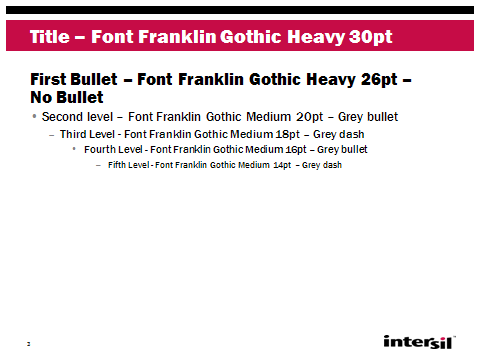 Title – Font Franklin Gothic Heavy 30pt
First Bullet – Font Franklin Gothic Heavy 26pt –
No Bullet
• Second level – Font Franklin Gothic Medium 20pt – Grey bullet
– Third Level - Font Franklin Gothic Medium 18pt – Grey dash
• Fourth Level - Font Franklin Gothic Medium 16pt – Grey bullet
– Fifth Level - Font Franklin Gothic Medium 14pt – Grey dash
2
intersil™